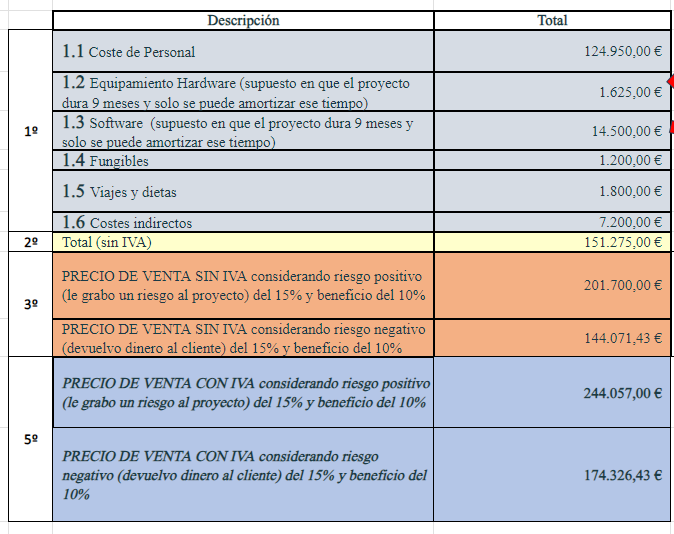 Descripción Total
1.1 Coste de Personal 124.950,00 €
1.2 Equipamiento Hardware (supuesto en que el proyecto
dura 9 meses y solo se puede amortizar ese tiempo) 1.625,00 €
1º
1.3 Software (supuesto en que el proyecto dura 9 meses y
solo se puede amortizar ese tiempo) 14.500,00 €
1.4 Fungibles 1.200,00 €
1.5 Viajes y dietas 1.800,00 €
1.6 Costes indirectos 7.200,00 €
2º Total (sin IVA) 151.275,00 €
3º
PRECIO DE VENTA SIN IVA considerando riesgo positivo
(le grabo un riesgo al proyecto) del 15% y beneficio del 10% 201.700,00 €
PRECIO DE VENTA SIN IVA considerando riesgo negativo
(devuelvo dinero al cliente) del 15% y beneficio del 10% 144.071,43 €
5º
PRECIO DE VENTA CON IVA considerando riesgo positivo
(le grabo un riesgo al proyecto) del 15% y beneficio del 10% 244.057,00 €
PRECIO DE VENTA CON IVA considerando riesgo
negativo (devuelvo dinero al cliente) del 15% y beneficio del
10% 174.326,43 €